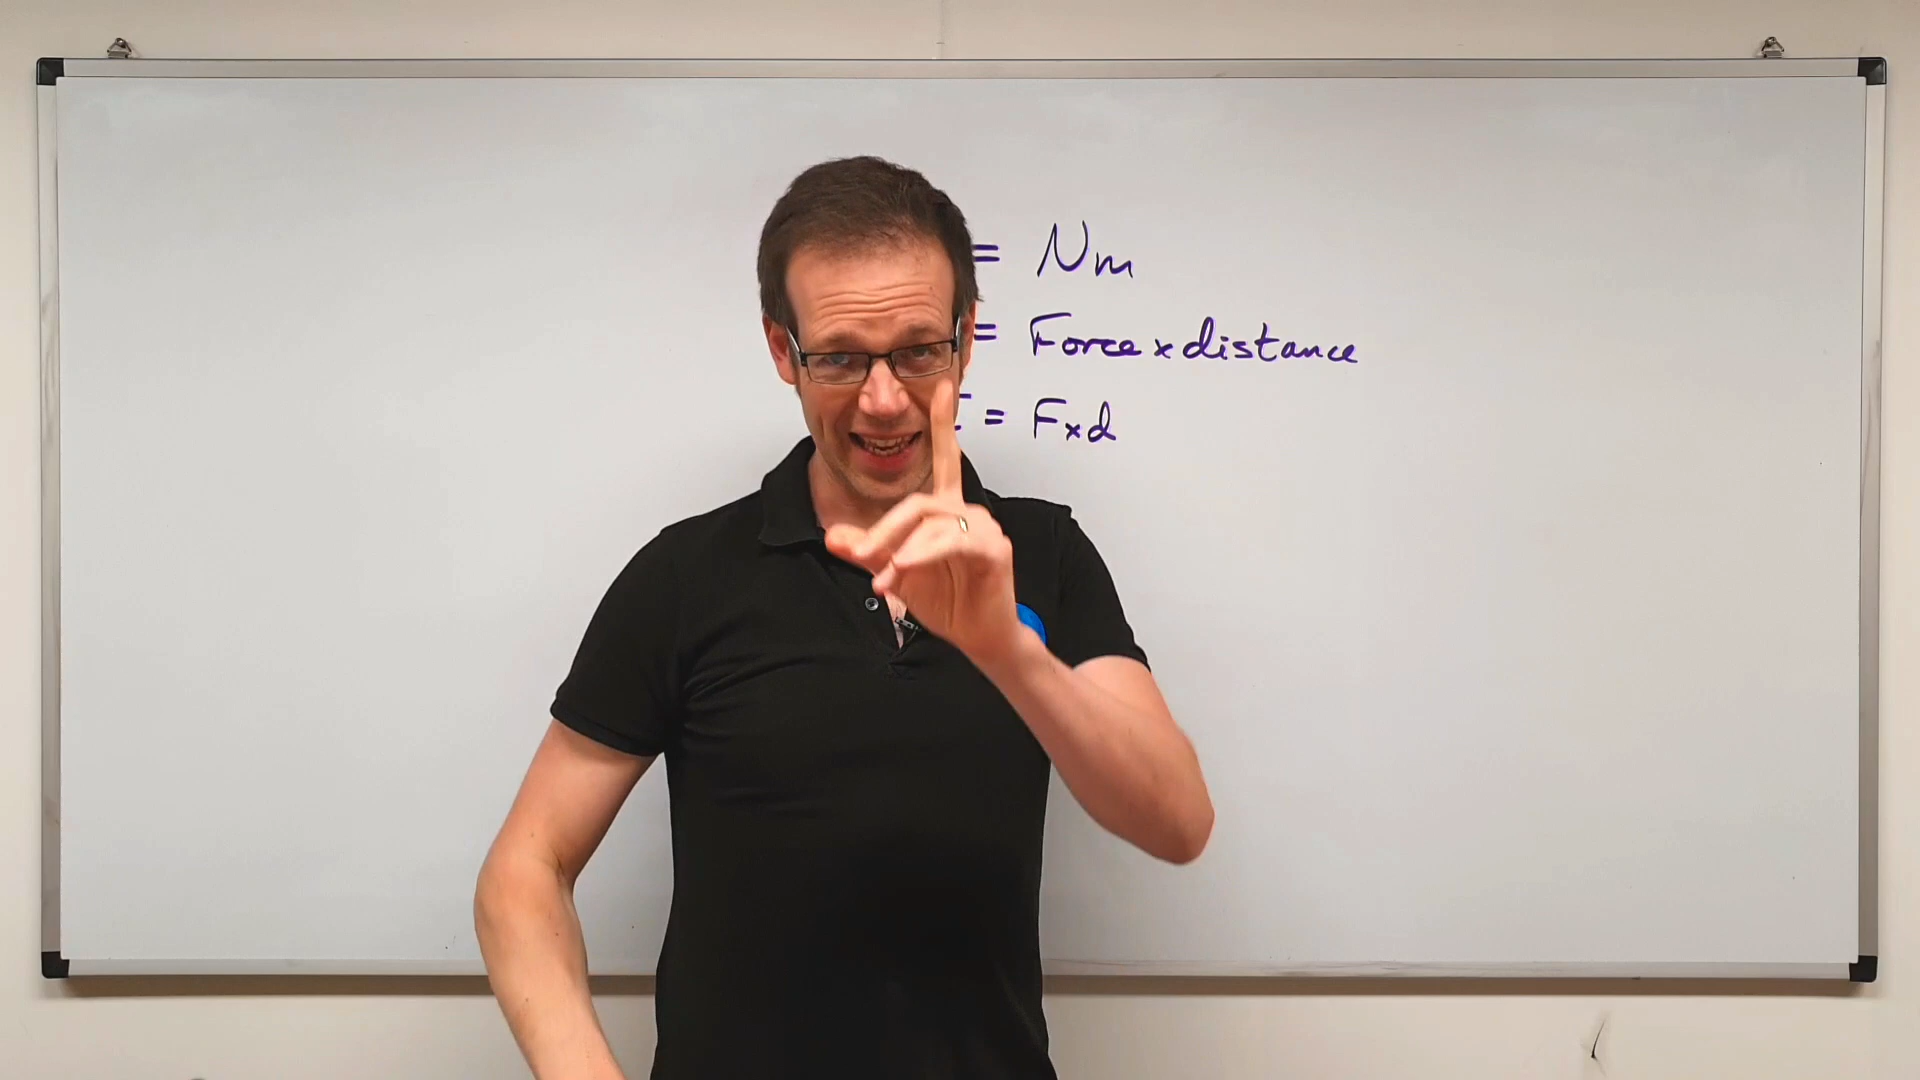 = Nm
= Force x distance
= F x d